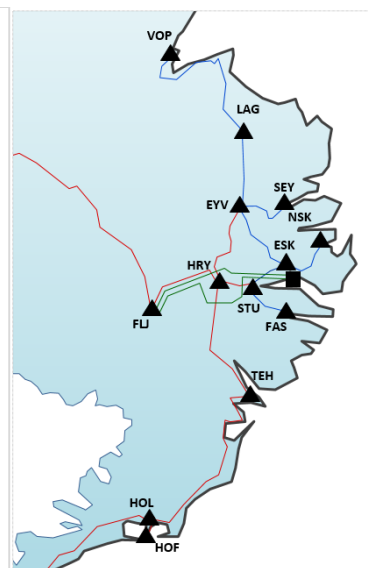 VOP
LAG
SEY
EYV
NSK
ESK
HRY
STU
FLJ
FAS
TEH
HOL
HOF